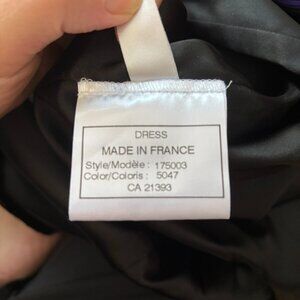 DRESS
MADE IN FRANCE
Style/Modèle : 175003
Color/Coloris : 5047
CA 21393